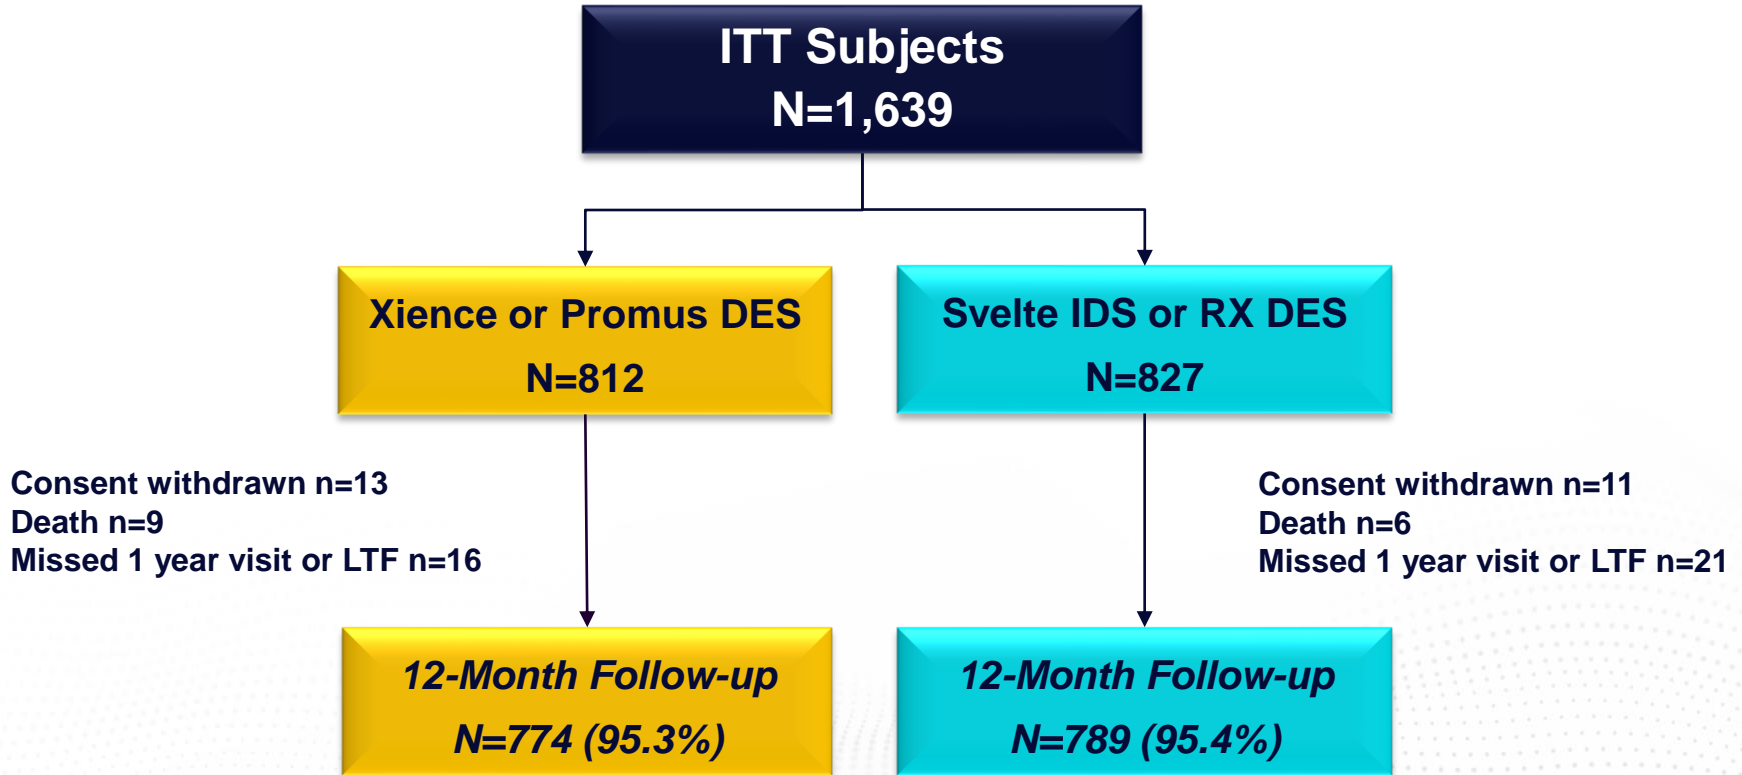 ITT Subjects
N=1,639
Xience or Promus DES
N=812
Svelte IDS or RX DES
N=827
Consent withdrawn n=13
Death n=9
Missed 1 year visit or LTF n=16
Consent withdrawn n=11
Death n=6
Missed 1 year visit or LTF n=21
12-Month Follow-up
N=774 (95.3%)
12-Month Follow-up
N=789 (95.4%)